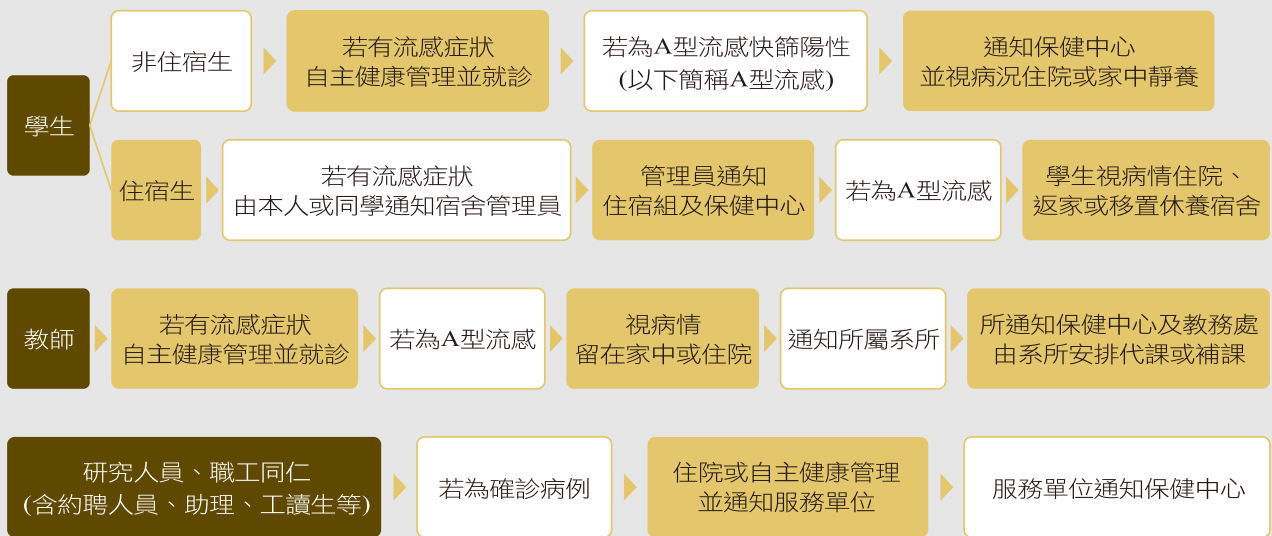 學生
非住宿生
若有流感症狀
自主健康管理並就診
若為A型流感快篩陽性
(以下簡稱A型流感)
通知保健中心
並視病況住院或家中靜養
住宿生
若有流感症狀
由本人或同學通知宿舍管理員
管理員通知
住宿組及保健中心
若為A型流感
學生視病情住院、
返家或移置休養宿舍
教師
若有流感症狀
自主健康管理並就診
若為A型流感
視病情
留在家中或住院
通知所屬系所
所通知保健中心及教務處
由系所安排代課或補課
研究人員、職工同仁
(含約聘人員、助理、工讀生等)
若為確診病例
住院或自主健康管理
並通知服務單位
服務單位通知保健中心